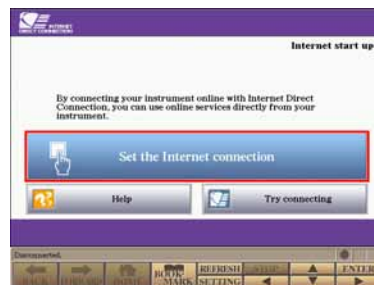 INTERNET
DIRECT CONNECTION
Internet start up
By connecting your instrument online with Internet Direct
Connection, you can use online services directly from your
instrument.
Set the Internet connection
Help
Try connecting
Disconnected.
BACK FORWARD HOME BOOK MARK REFRESH STOP ENTER
SETTING